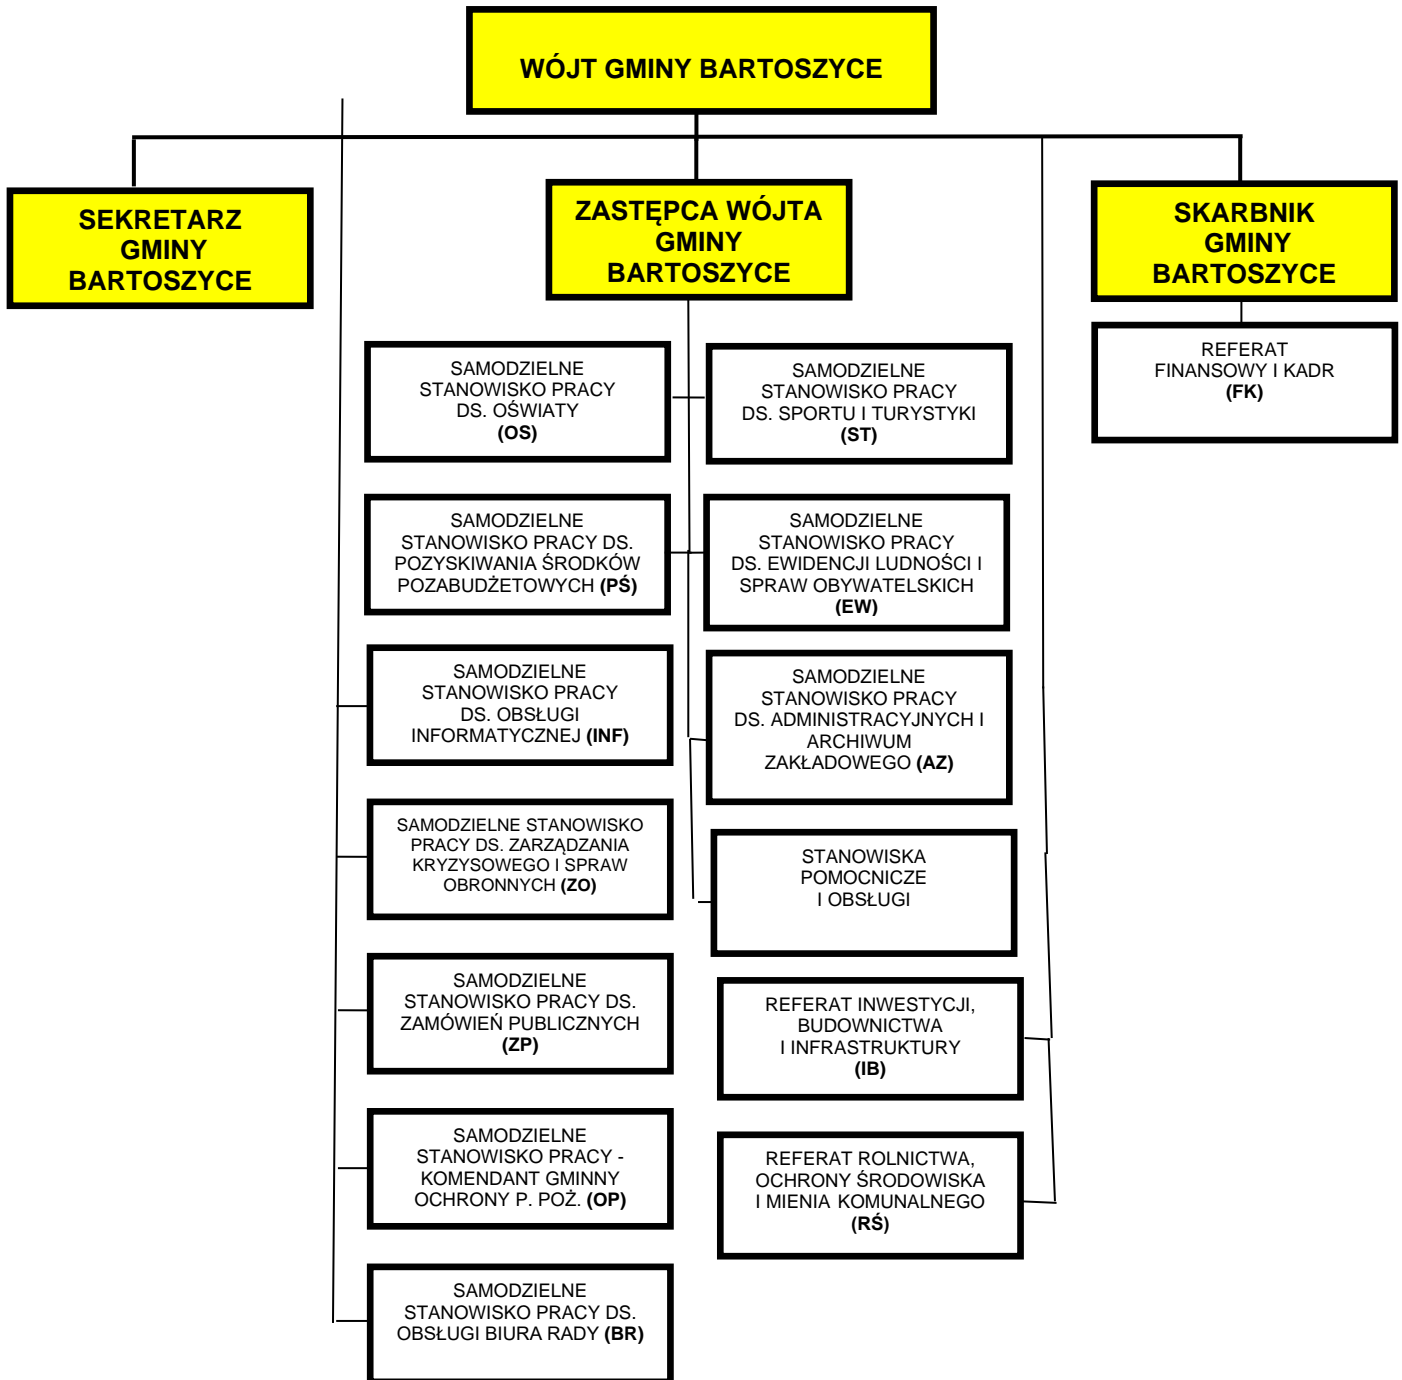 WÓJT GMINY BARTOSZYCE
SEKRETARZ
GMINY
BARTOSZYCE
ZASTĘPCA WÓJTA
GMINY
BARTOSZYCE
SKARBNIK
GMINY
BARTOSZYCE
REFERAT
FINANSOWY I KADR
(FK)
SAMODZIELNE
STANOWISKO PRACY
DS. OŚWIATY
(OS)
SAMODZIELNE
STANOWISKO PRACY
DS. SPORTU I TURYSTYKI
(ST)
SAMODZIELNE
STANOWISKO PRACY DS.
POZYSKIWANIA ŚRODKÓW
POZABUDŻETOWYCH (PŚ)
SAMODZIELNE
STANOWISKO PRACY
DS. EWIDENCJI LUDNOŚCI I
SPRAW OBYWATELSKICH
(EW)
SAMODZIELNE
STANOWISKO PRACY
DS. OBSŁUGI
INFORMATYCZNEJ (INF)
SAMODZIELNE
STANOWISKO PRACY
DS. ADMINISTRACYJNYCH I
ARCHIWUM
ZAKŁADOWEGO (AZ)
SAMODZIELNE STANOWISKO
PRACY DS. ZARZĄDZANIA
KRYZYSOWEGO I SPRAW
OBRONNYCH (ZO)
STANOWISKA
POMOCNICZE
I OBSŁUGI
SAMODZIELNE
STANOWISKO PRACY DS.
ZAMÓWIEŃ PUBLICZNYCH
(ZP)
REFERAT INWESTYCJI,
BUDOWNICTWA
I INFRASTRUKTURY
(IB)
SAMODZIELNE
STANOWISKO PRACY -
KOMENDANT GMINNY
OCHRONY P. POŻ. (OP)
REFERAT ROLNICTWA,
OCHRONY ŚRODOWISKA
I MIENIA KOMUNALNEGO
(RŚ)
SAMODZIELNE
STANOWISKO PRACY DS.
OBSŁUGI BIURA RADY (BR)